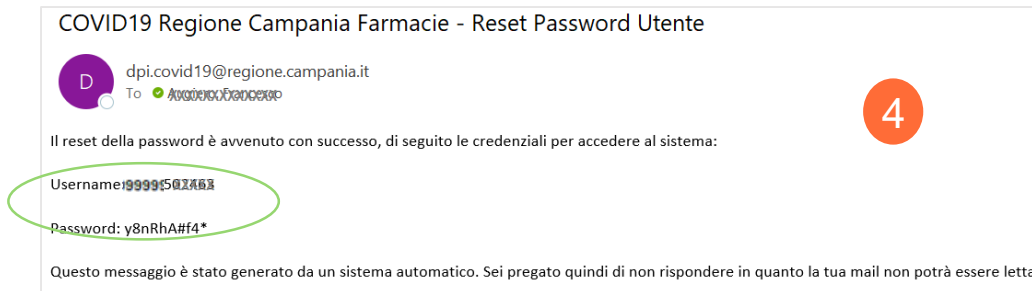 COVID19 Regione Campania Farmacie - Reset Password Utente
D
dpi.covid19@regione.campania.it
To
4
Il reset della password è avvenuto con successo, di seguito le credenziali per accedere al sistema:
Username:
Password: y8nRhA#f4*
Questo messaggio è stato generato da un sistema automatico. Sei pregato quindi di non rispondere in quanto la tua mail non potrà essere letta